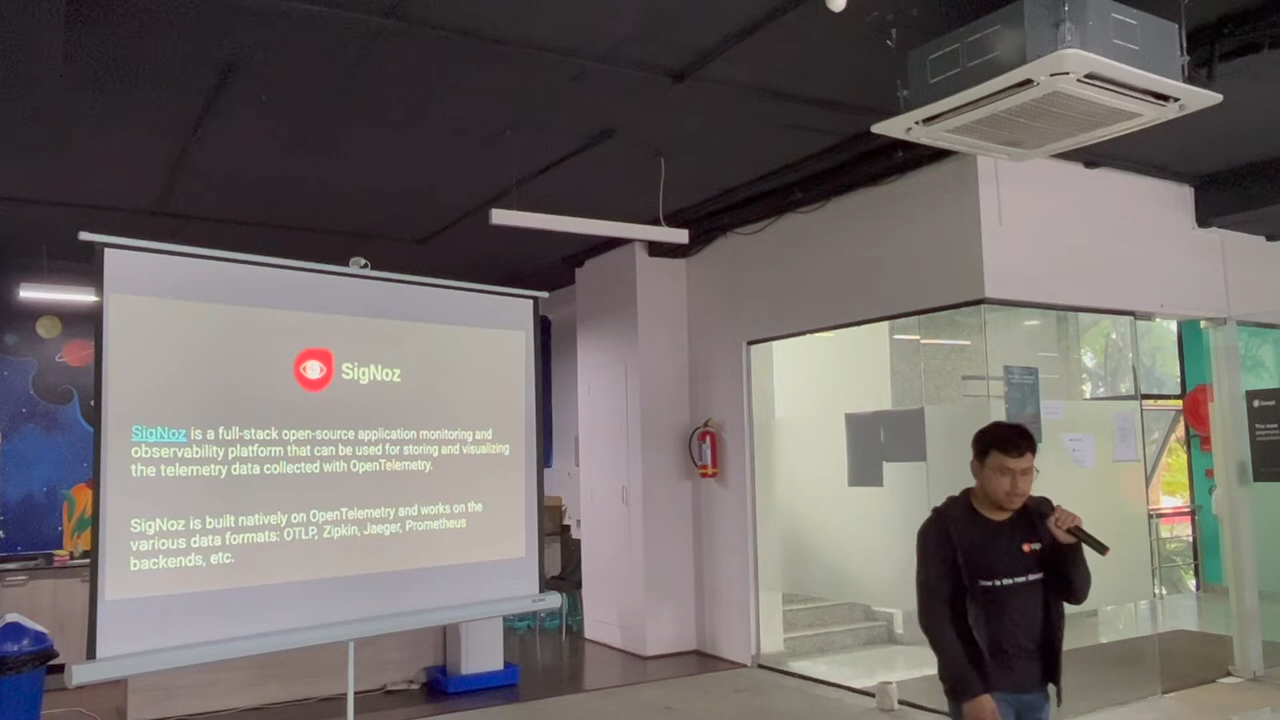 SigNoz
SigNoz is a full-stack open-source application monitoring and
observability platform that can be used for storing and visualizing
the telemetry data collected with OpenTelemetry.
SigNoz is built natively on OpenTelemetry and works on the
various data formats: OTLP, Zipkin, Jaeger, Prometheus
backends, etc.